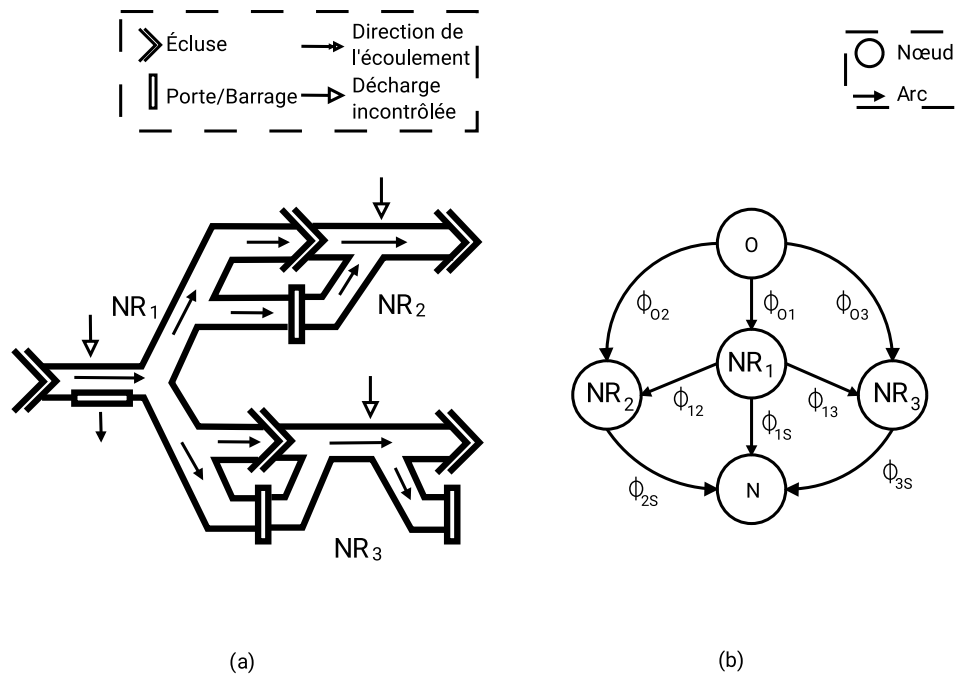 Écluse
Direction de
l'écoulement
Porte/Barrage
Décharge
incontrôlée
Nœud
Arc
NR1
NR2
NR3
(a)
O
ϕO2
ϕO1
ϕO3
NR1
NR2
NR3
ϕ12
ϕ13
ϕ1S
N
ϕ2S
ϕ3S
(b)